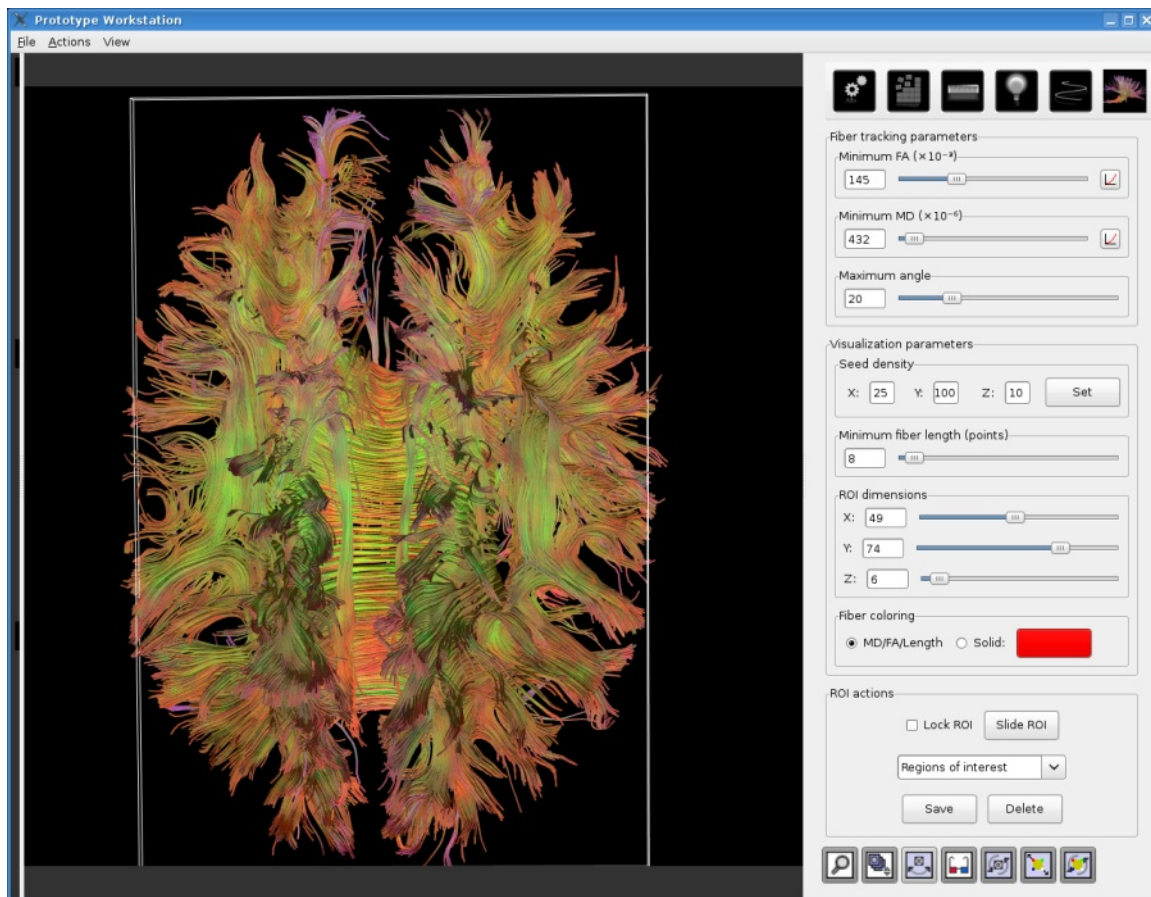 Prototype Workstation
File Actions View
Fiber tracking parameters
Minimum FA (×10⁻³)
145
Minimum MD (×10⁻⁶)
432
Maximum angle
20
Visualization parameters
Seed density
X: 25 Y: 100 Z: 10 Set
Minimum fiber length (points)
8
ROI dimensions
X: 49
Y: 74
Z: 6
Fiber coloring
MD/FA/Length Solid:
ROI actions
Lock ROI Slide ROI
Regions of interest
Save Delete